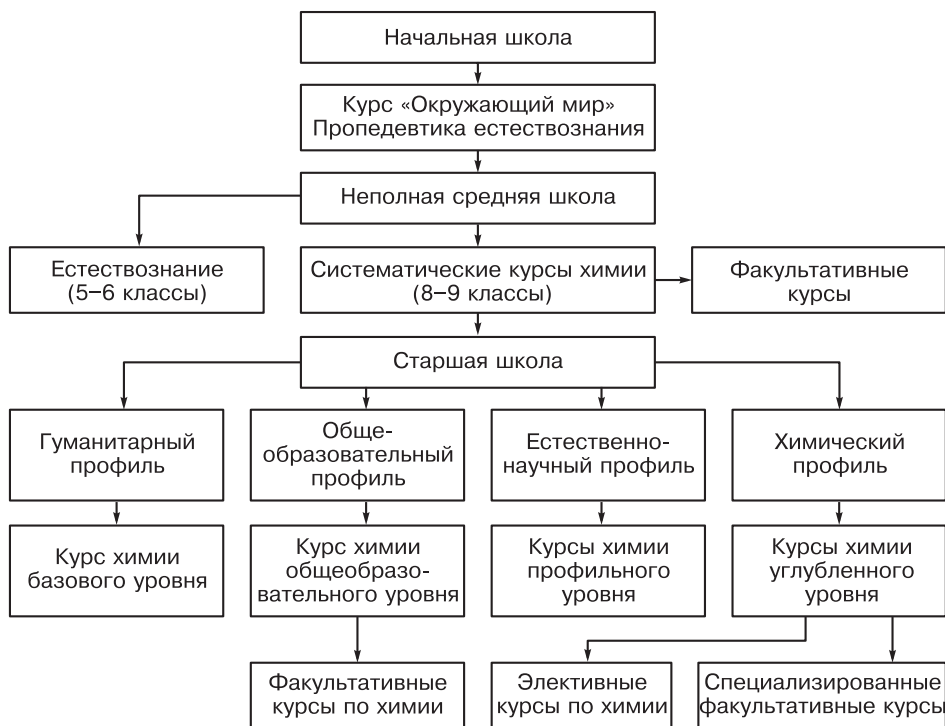 Начальная школа
Курс «Окружающий мир»
Пропедевтика естествознания
Неполная средняя школа
Естествознание
(5–6 классы)
Систематические курсы химии
(8–9 классы)
Факультативные
курсы
Старшая школа
Гуманитарный
профиль
Обще-
образовательный
профиль
Естественно-
научный профиль
Химический
профиль
Курс химии
базового уровня
Курс химии
общеобразо-
вательного уровня
Курсы химии
профильного
уровня
Курсы химии
углубленного
уровня
Факультативные
курсы по химии
Элективные
курсы по химии
Специализированные
факультативные курсы